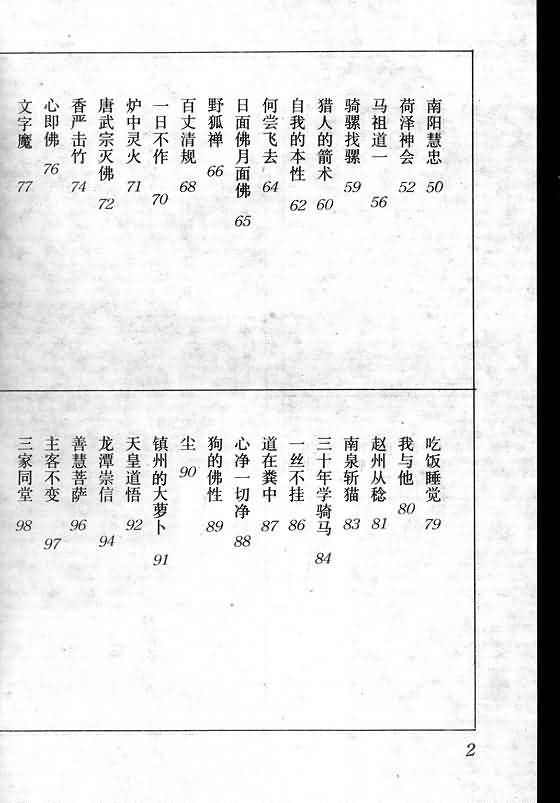 南阳慧忠 50
荷泽神会 52
马祖道一 56
骑骡找骡 59
猎人的箭术 60
自我的本性 62
何尝飞去 64
日面佛月面佛 65
野狐禅 66
百丈清规 68
一日不作 70
炉中灵火 71
唐武宗灭佛 72
香严击竹 74
心即佛 76
文字魔 77
吃饭睡觉 79
我与他 80
赵州从稔 81
南泉斩猫 83
三十年学骑马 84
一丝不挂 86
道在粪中 87
心净一切净 88
狗的佛性 89
尘 90
镇州的大萝卜 91
天皇道悟 92
龙潭崇信 94
善慧菩萨 96
主客不变 97
三家同堂 98
2